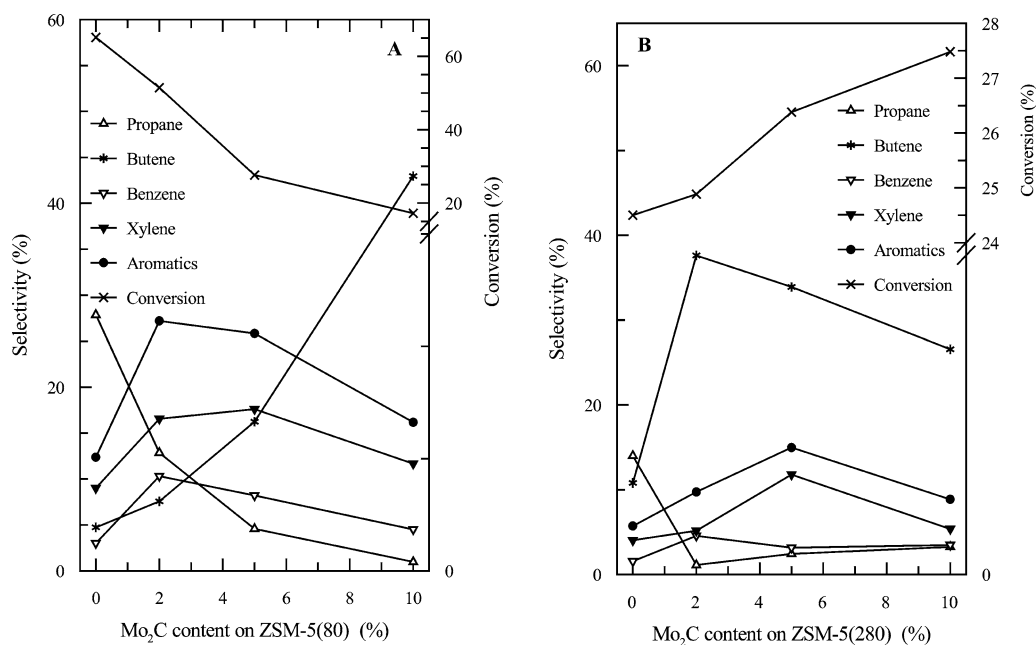 60
40
20
0
A
60
40
20
0
Propane
Butene
Benzene
Xylene
Aromatics
Conversion
Selectivity (%)
Conversion (%)
0 2 4 6 8 10
Mo₂C content on ZSM-5(80) (%)
60
40
20
0
B
28
27
26
25
24
0
Propane
Butene
Benzene
Xylene
Aromatics
Conversion
Selectivity (%)
Conversion (%)
0 2 4 6 8 10
Mo₂C content on ZSM-5(280) (%)